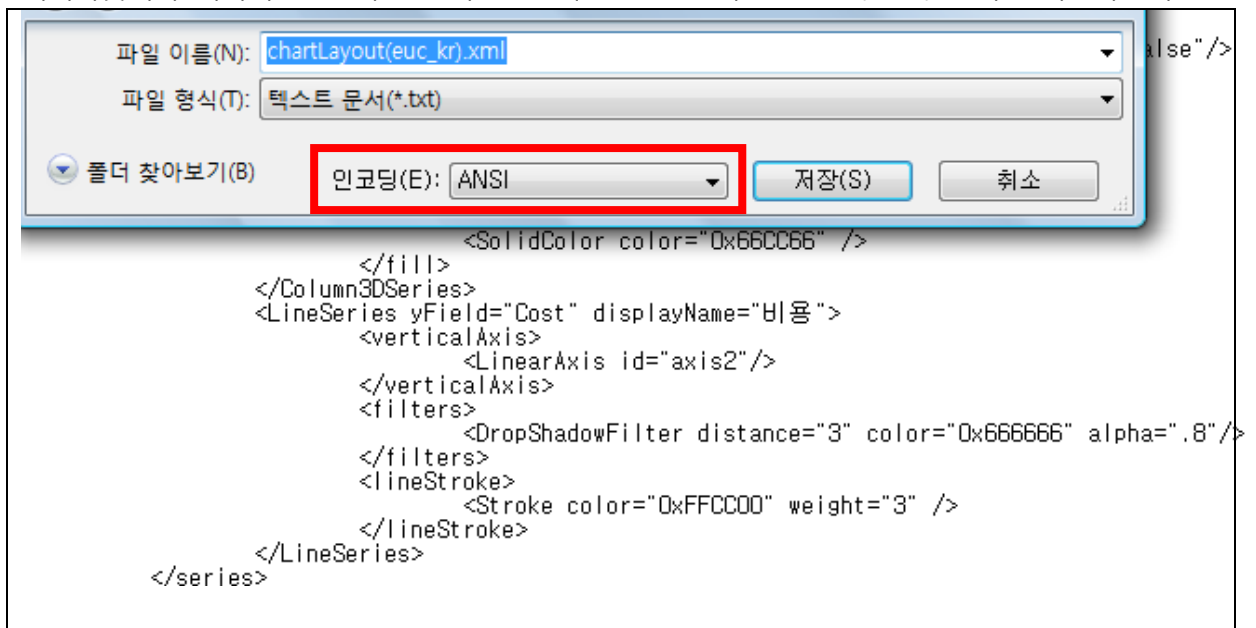 파일 이름(N): chartLayout(euc_kr).xml
alse"/>
파일 형식(T): 텍스트 문서(*.txt)
폴더 찾아보기(B) 인코딩(E): ANSI 저장(S) 취소
<SolidColor color="0x66CC66" />
</fill>
</Column3DSeries>
<LineSeries yField="Cost" displayName="비용">
<verticalAxis>
<LinearAxis id="axis2"/>
</verticalAxis>
<filters>
<DropShadowFilter distance="3" color="0x666666" alpha=".8"/>
</filters>
<lineStroke>
<Stroke color="0xFFCC00" weight="3" />
</lineStroke>
</LineSeries>
</series>